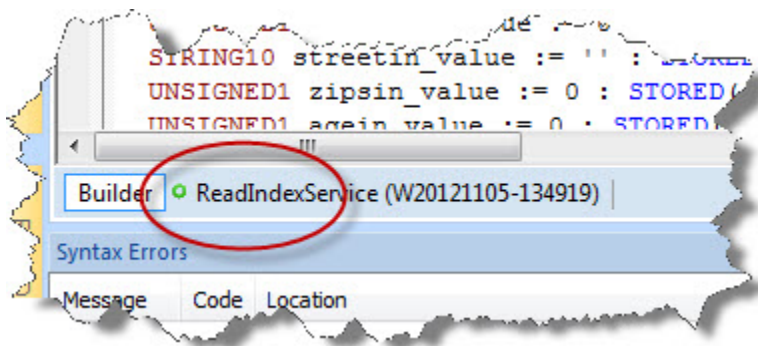 STRING10 streetin_value := '' : STORED
UNSIGNED1 zipsin_value := 0 : STORED(
UNSIGNED1 agein_value := 0 : STORED(
Builder ReadIndexService (W20121105-134919)
Syntax Errors
Message Code Location